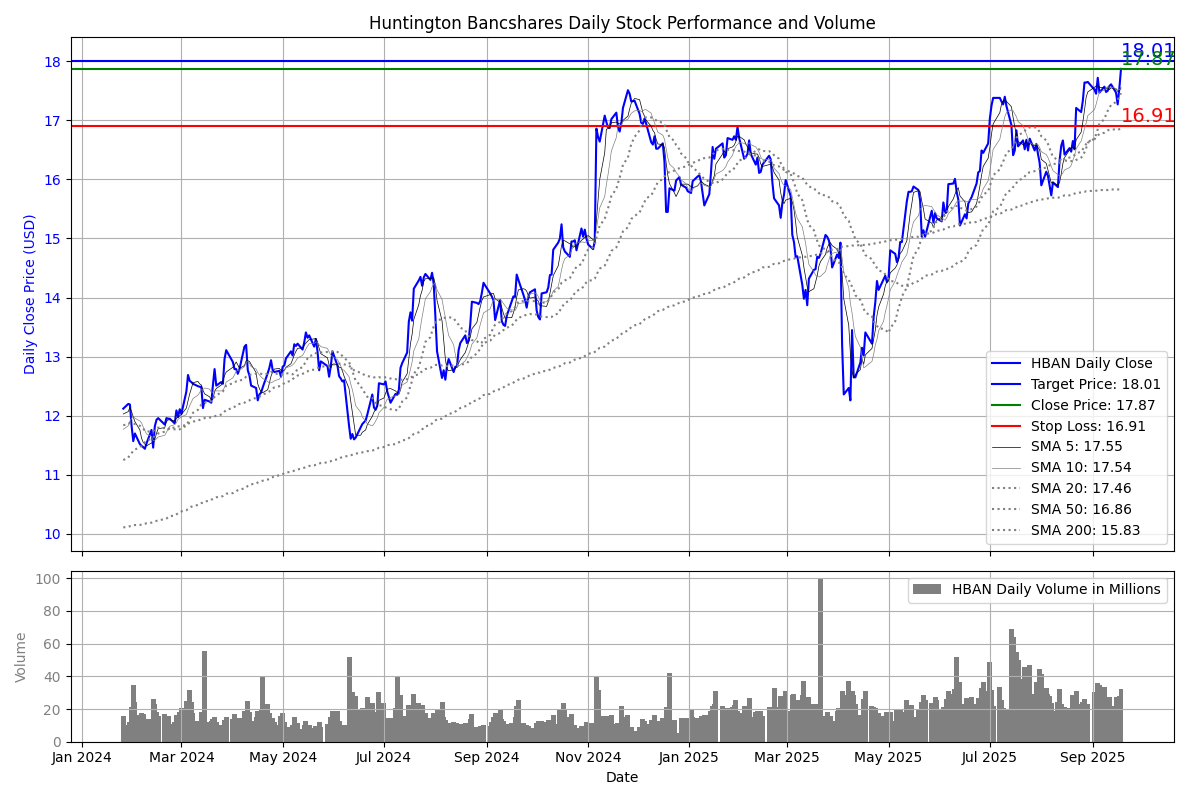 Huntington Bancshares Daily Stock Performance and Volume
18.01
17.87
16.91
18
17
16
15
14
13
12
11
10
Daily Close Price (USD)
HBAN Daily Close
Target Price: 18.01
Close Price: 17.87
Stop Loss: 16.91
SMA 5: 17.55
SMA 10: 17.54
SMA 20: 17.46
SMA 50: 16.86
SMA 200: 15.83
100
80
60
40
20
0
Volume
HBAN Daily Volume in Millions
Jan 2024 Mar 2024 May 2024 Jul 2024 Sep 2024 Nov 2024 Jan 2025 Mar 2025 May 2025 Jul 2025 Sep 2025
Date